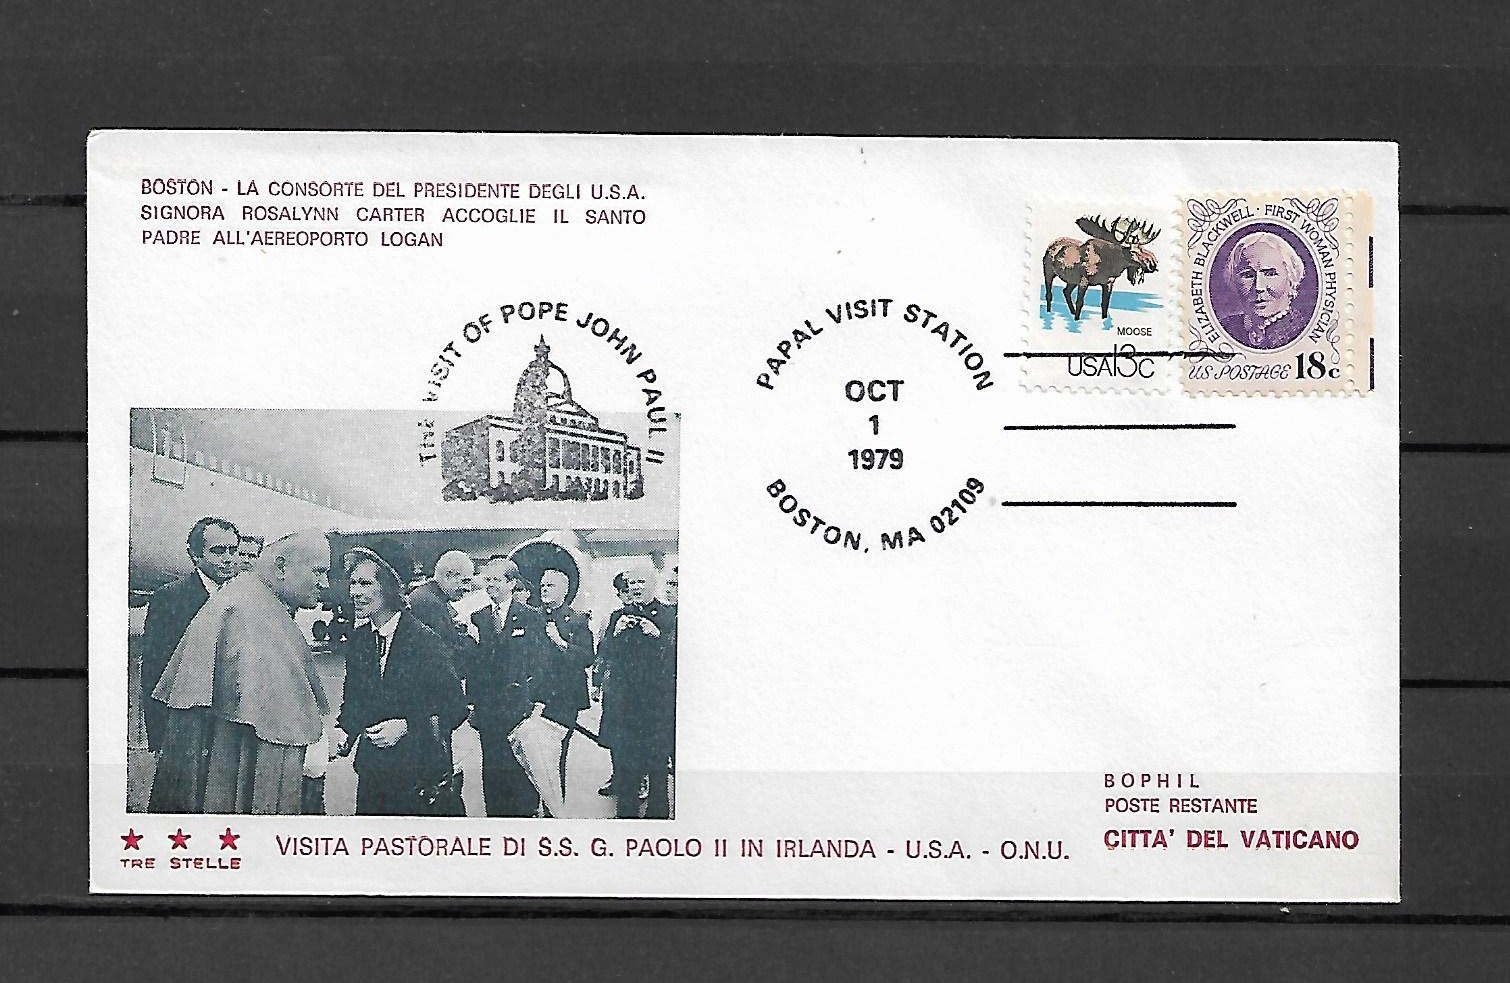 BOSTON - LA CONSORTE DEL PRESIDENTE DEGLI U.S.A.
SIGNORA ROSALYNN CARTER ACCOGLIE IL SANTO
PADRE ALL'AEREOPORTO LOGAN
THE VISIT OF POPE JOHN PAUL II
PAPAL VISIT STATION
OCT
1
1979
BOSTON, MA 02109
MOOSE
USA13c
ELIZABETH BLACKWELL · FIRST WOMAN PHYSICIAN
US POSTAGE 18c
BOPHIL
POSTE RESTANTE
CITTA' DEL VATICANO
TRE STELLE
VISITA PASTORALE DI S.S. G. PAOLO II IN IRLANDA - U.S.A. - O.N.U.